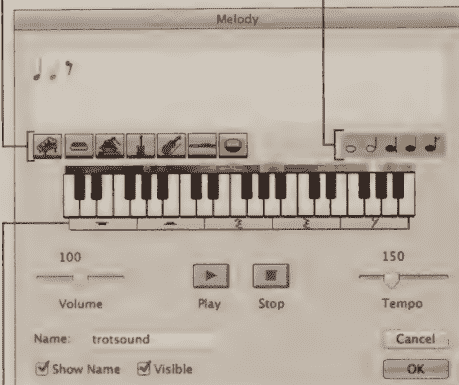 Melody
100
150
Volume
Play
Stop
Tempo
Name: trotsound
Cancel
Show Name
Visible
OK